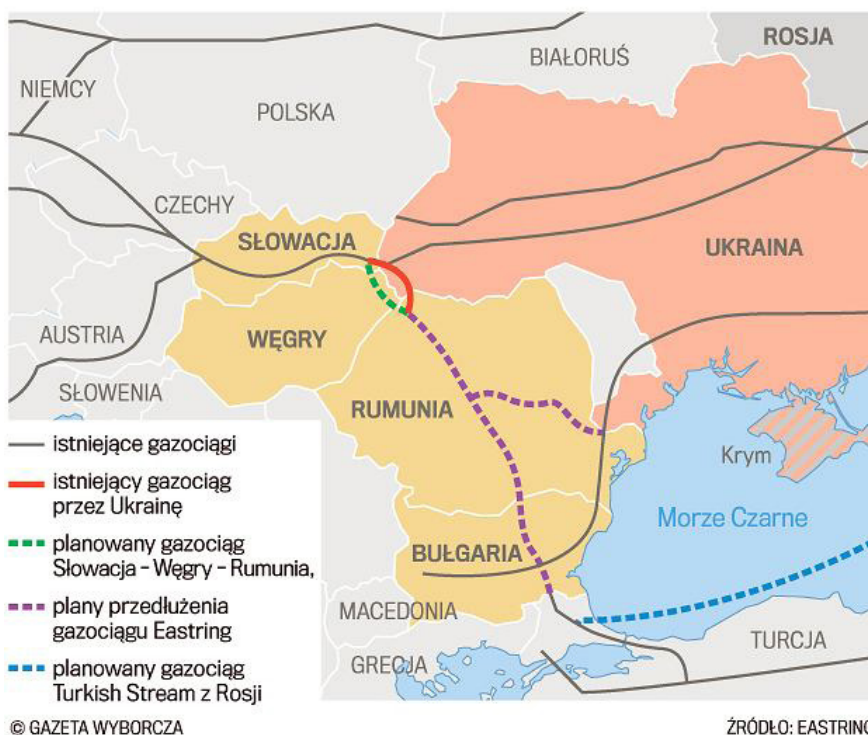 ROSJA
BIAŁORUŚ
NIEMCY
POLSKA
CZECHY
SŁOWACJA
UKRAINA
AUSTRIA
WĘGRY
SŁOWENIA
RUMUNIA
Krym
Morze Czarne
BUŁGARIA
MACEDONIA
GRECJA
TURCJA
istniejące gazociągi
istniejący gazociąg
przez Ukrainę
planowany gazociąg
Słowacja – Węgry – Rumunia,
plany przedłużenia
gazociągu Eastring
planowany gazociąg
Turkish Stream z Rosji
© GAZETA WYBORCZA
ŹRÓDŁO: EASTRING